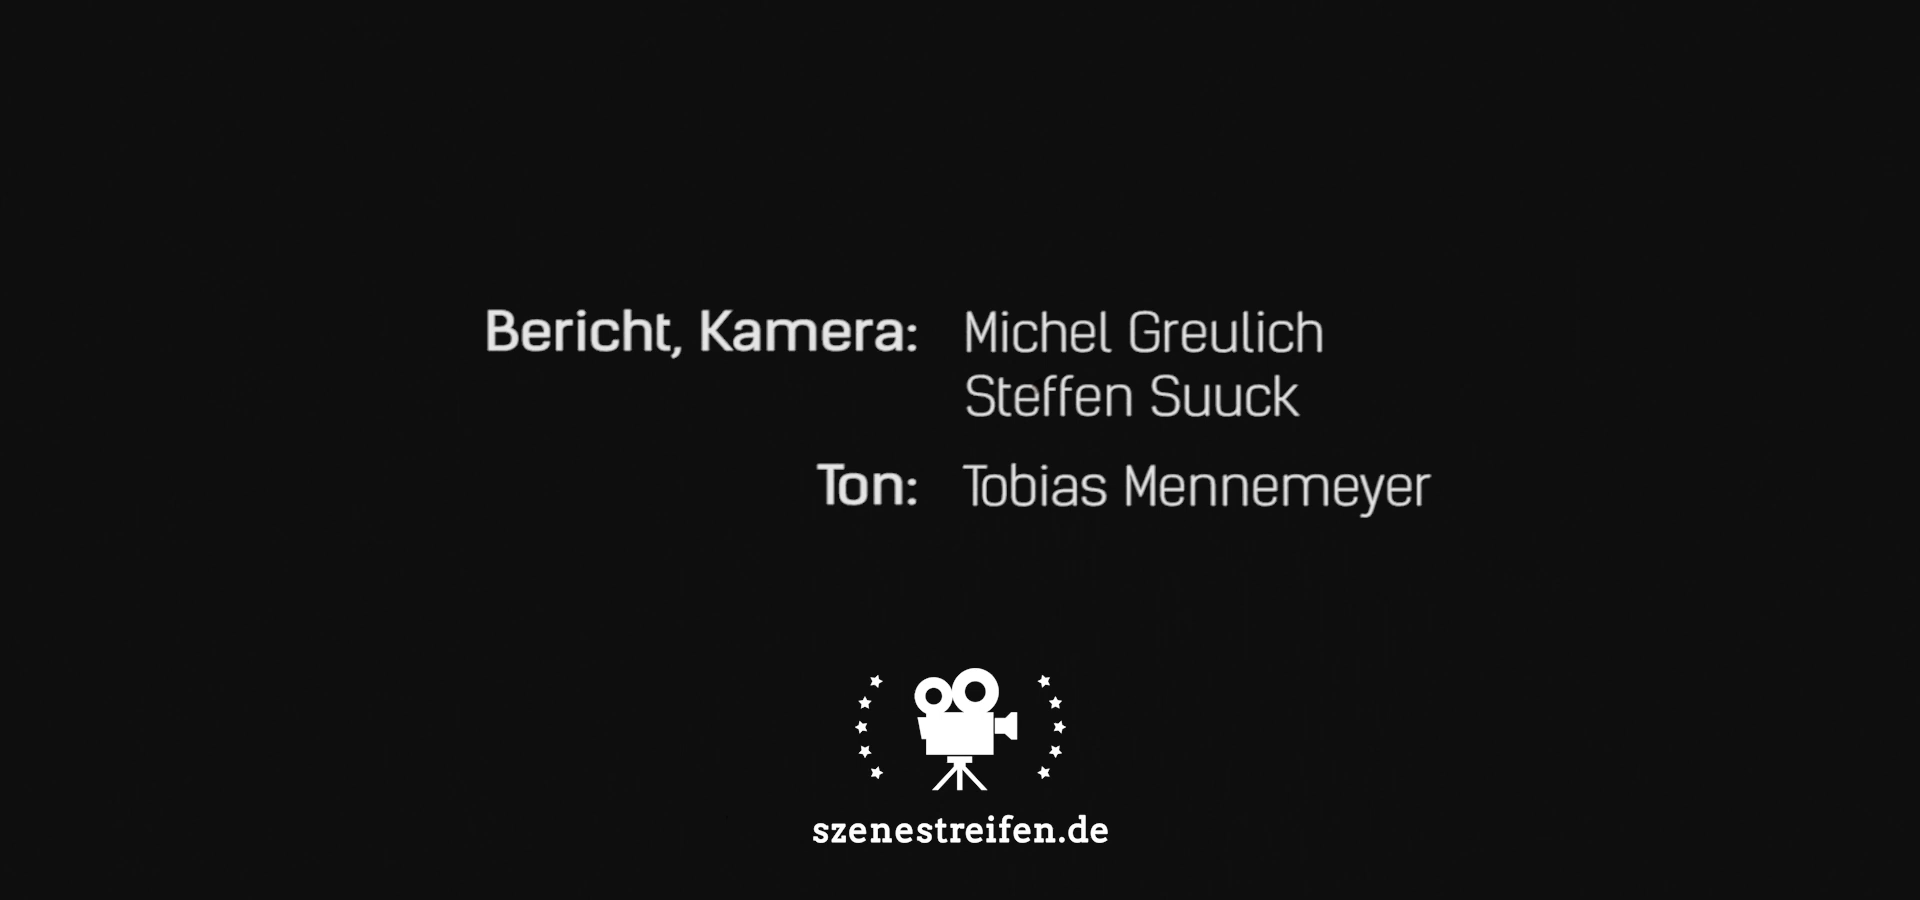 Bericht, Kamera: Michel Greulich
Steffen Suuck
Ton: Tobias Mennemeyer
szenestreifen.de